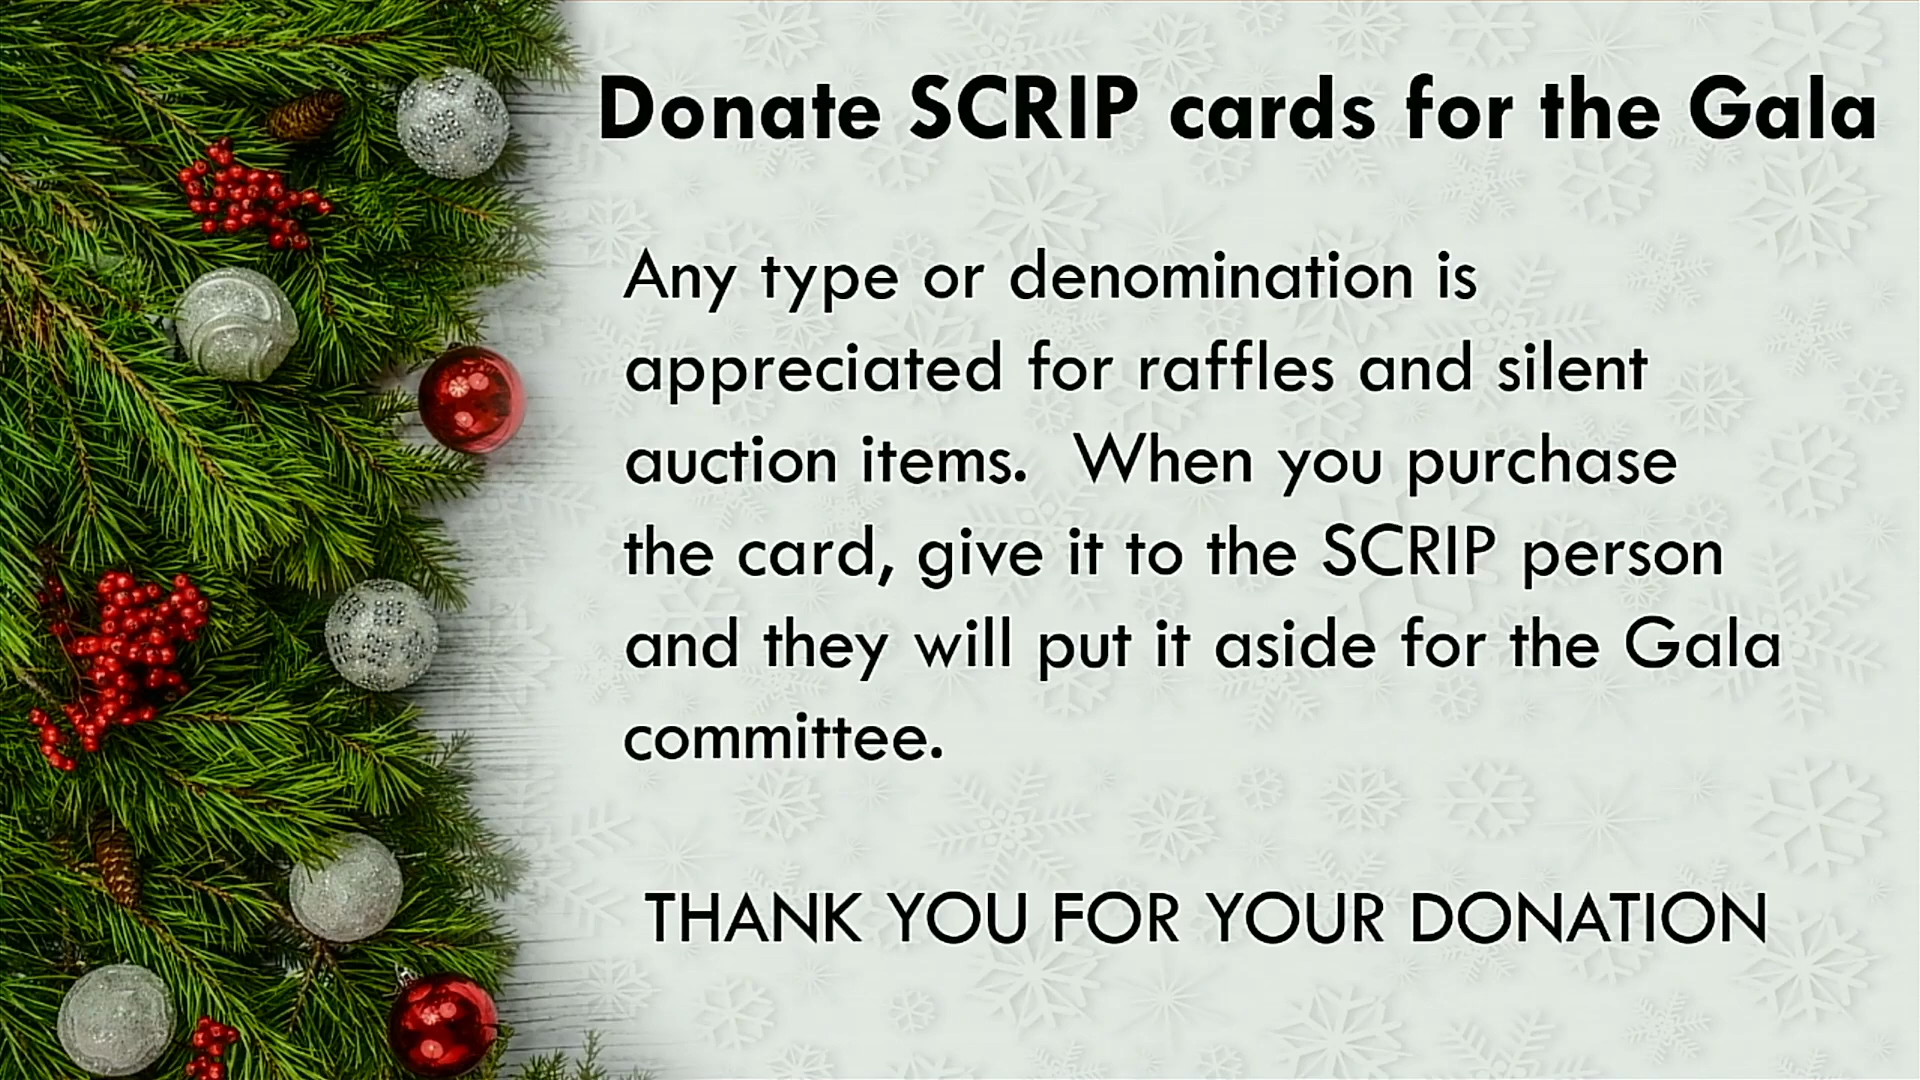 Donate SCRIP cards for the Gala
Any type or denomination is
appreciated for raffles and silent
auction items.  When you purchase
the card, give it to the SCRIP person
and they will put it aside for the Gala
committee.
THANK YOU FOR YOUR DONATION